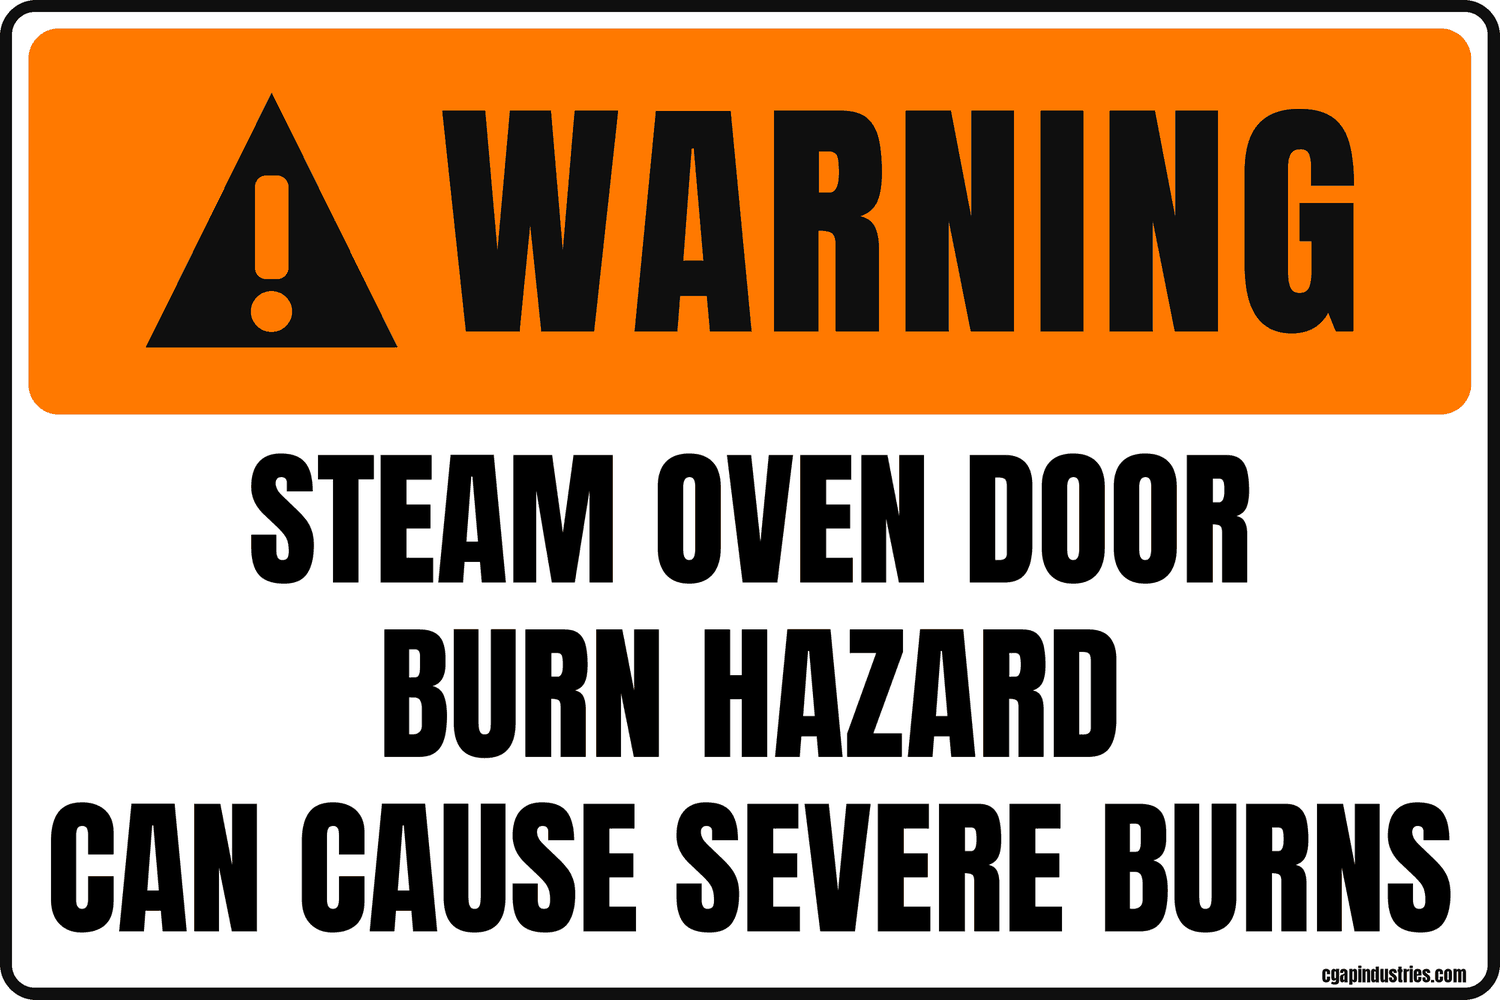 WARNING
STEAM OVEN DOOR
BURN HAZARD
CAN CAUSE SEVERE BURNS
cgapindustries.com